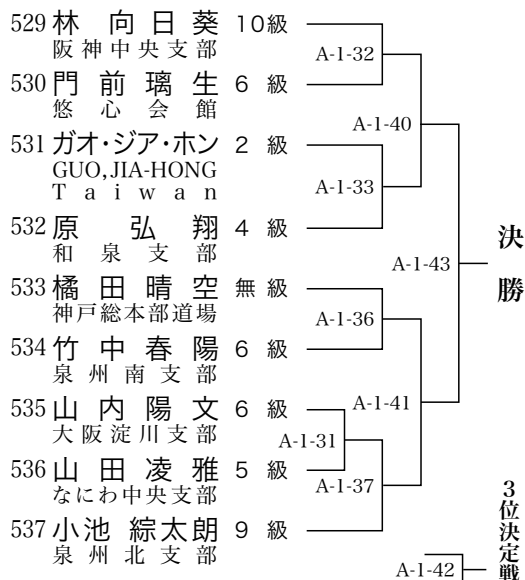 529 林 向 日 葵 10級
阪神中央支部
A-1-32
530 門 前 璃 生 6 級
悠 心 会 館
A-1-40
531 ガオ・ジア・ホン 2 級
GUO,JIA-HONG
T a i w a n
A-1-33
532 原 弘 翔 4 級
和 泉 支 部
決
勝
A-1-43
533 橘 田 晴 空 無 級
神戸総本部道場
A-1-36
534 竹 中 春 陽 6 級
泉 州 南 支 部
535 山 内 陽 文 6 級
大阪淀川支部
A-1-41
A-1-31
536 山 田 凌 雅 5 級
なにわ中央支部
A-1-37
537 小池 綜太朗 9 級
泉 州 北 支 部
3位決定戦
A-1-42